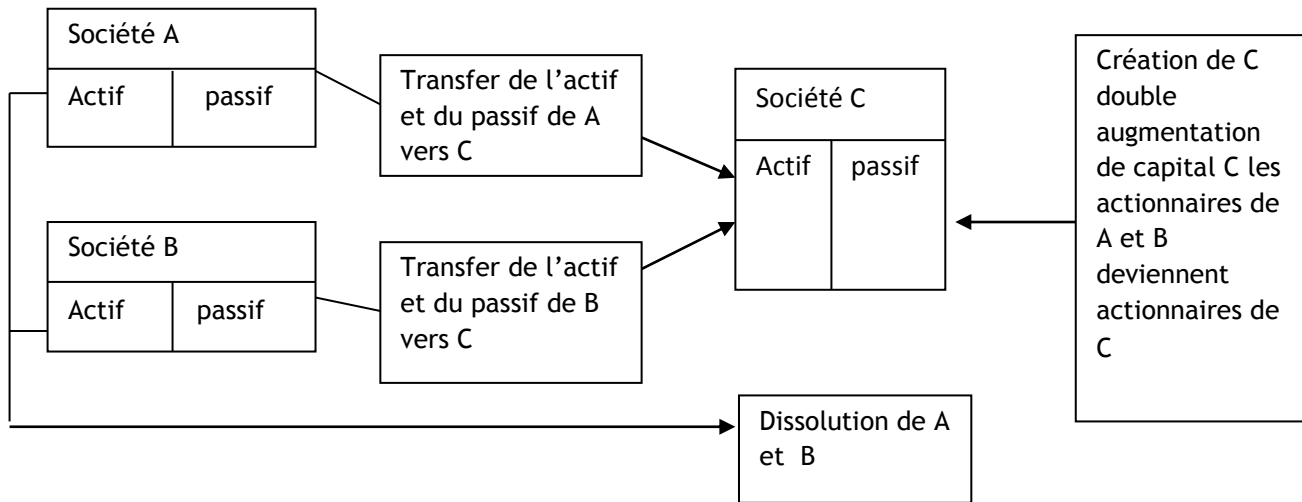 Société A
Actif passif
Transfer de l’actif
et du passif de A
vers C
Société B
Actif passif
Transfer de l’actif
et du passif de B
vers C
Société C
Actif passif
Création de C
double
augmentation
de capital C les
actionnaires de
A et B
deviennent
actionnaires de
C
Dissolution de A
et B